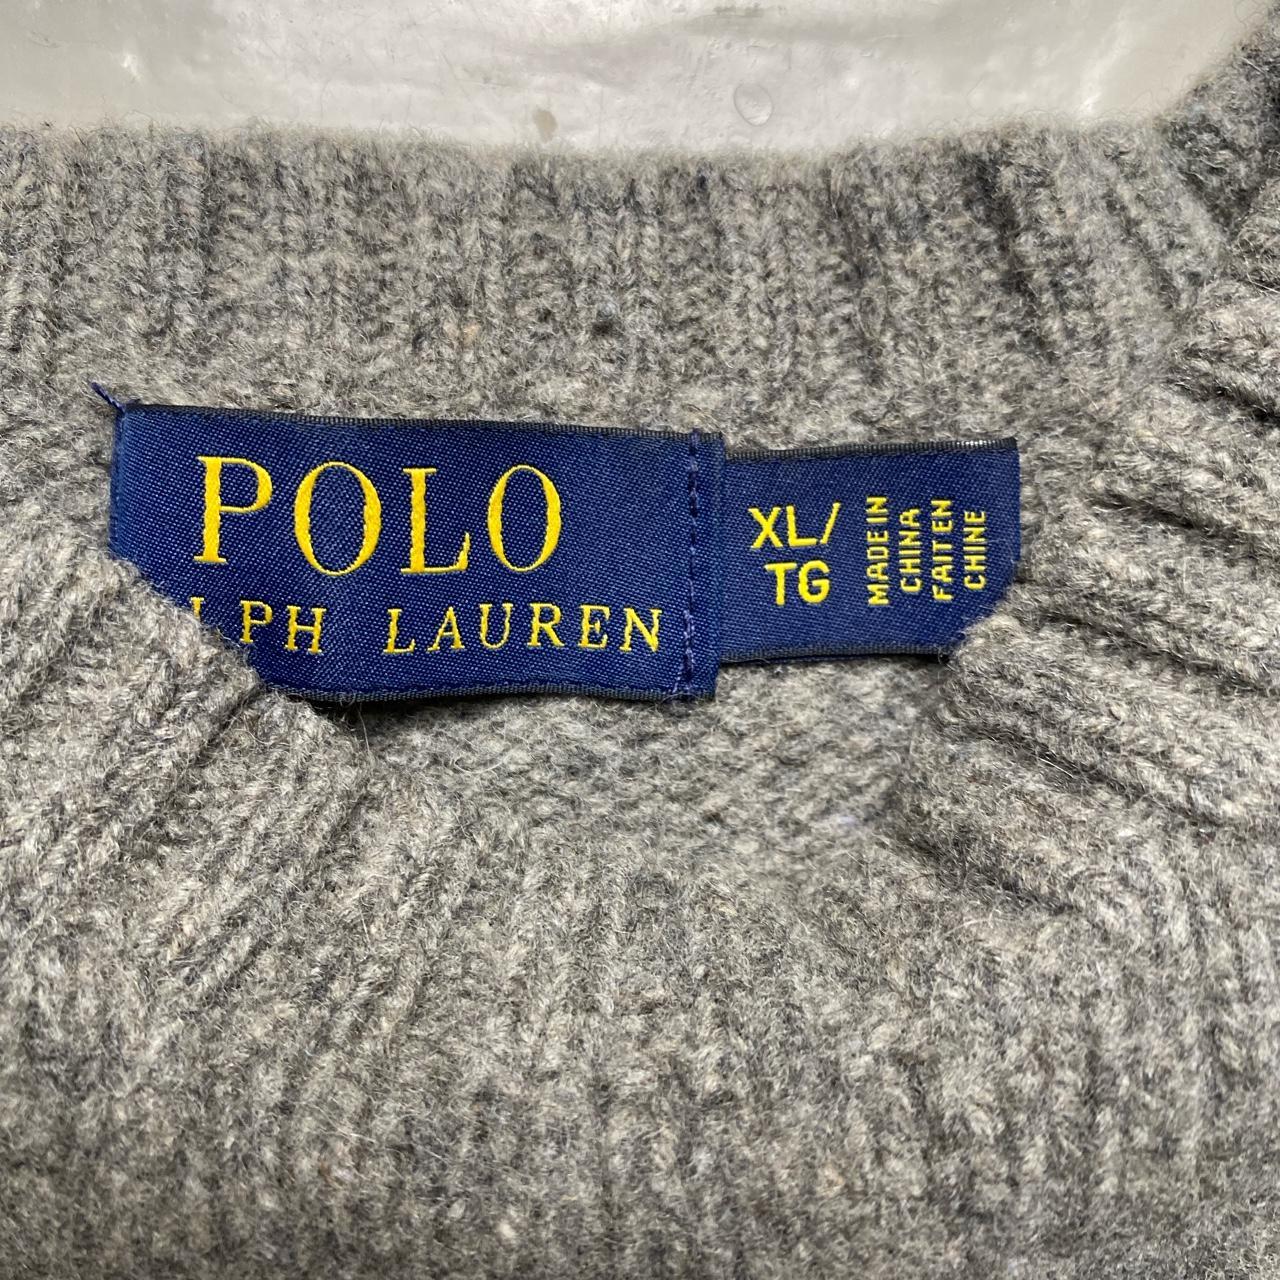 POLO
LPH LAUREN
XL/
TG
MADE IN
CHINA
FAIT EN
CHINE